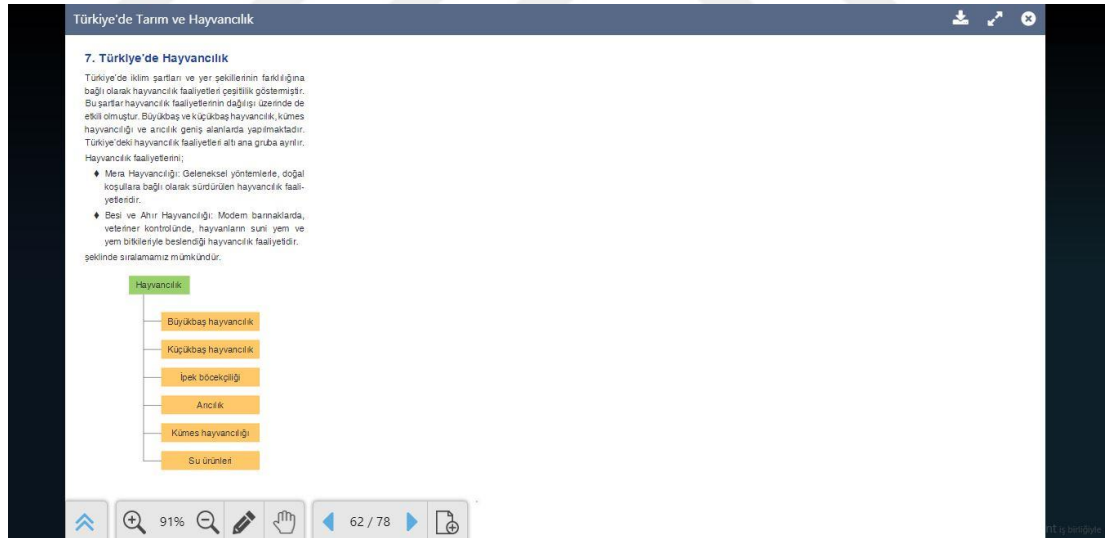 Türkiye'de Tarım ve Hayvancılık
7. Türkiye'de Hayvancılık
Türkiye'de iklim şartları ve yer şekillerinin farklılığına
bağlı olarak hayvancılık faaliyetleri çeşitlilik göstermiştir.
Bu şartlar hayvancılık faaliyetlerinin dağılışı üzerinde de
etkili olmuştur. Büyükbaş ve küçükbaş hayvancılık, kümes
hayvancılığı ve arıcılık geniş alanlarda yapılmaktadır.
Türkiye'deki hayvancılık faaliyetleri altı ana gruba ayrılır.
Hayvancılık faaliyetlerini;
♦ Mera Hayvancılığı: Geleneksel yöntemlerle, doğal
koşullara bağlı olarak sürdürülen hayvancılık faali-
yetleridir.
♦ Besi ve Ahır Hayvancılığı: Modern barınaklarda,
veteriner kontrolünde, hayvanların suni yem ve
yem bitkileriyle beslendiği hayvancılık faaliyetidir.
şeklinde sıralamamız mümkündür.
Hayvancılık
Büyükbaş hayvancılık
Küçükbaş hayvancılık
İpek böcekçiliği
Arıcılık
Kümes hayvancılığı
Su ürünleri
91%
62 / 78
nt iş birliğiyle